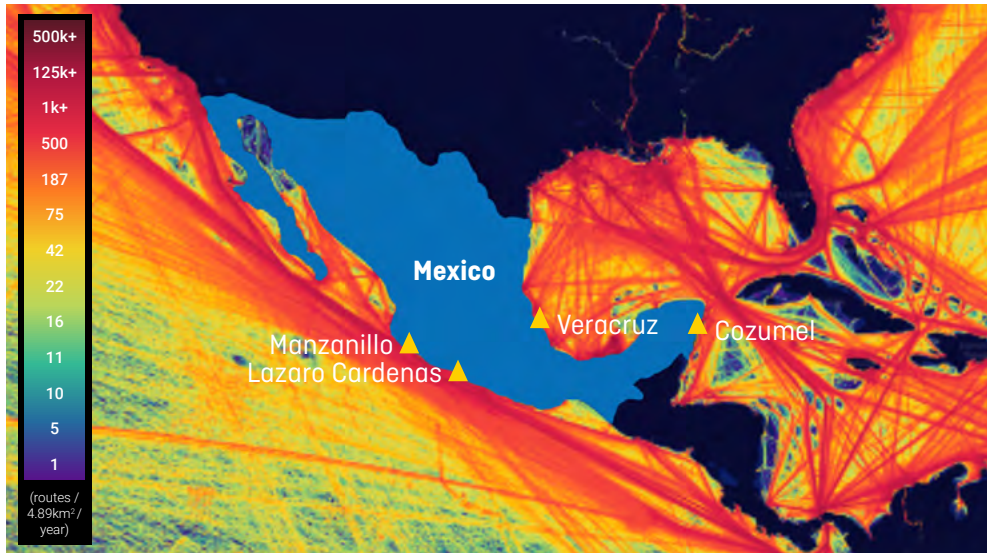 500k+
125k+
1k+
500
187
75
42
22
16
11
10
5
1
(routes /
4.89km² /
year)
Mexico
Manzanillo
Lazaro Cardenas
Veracruz
Cozumel